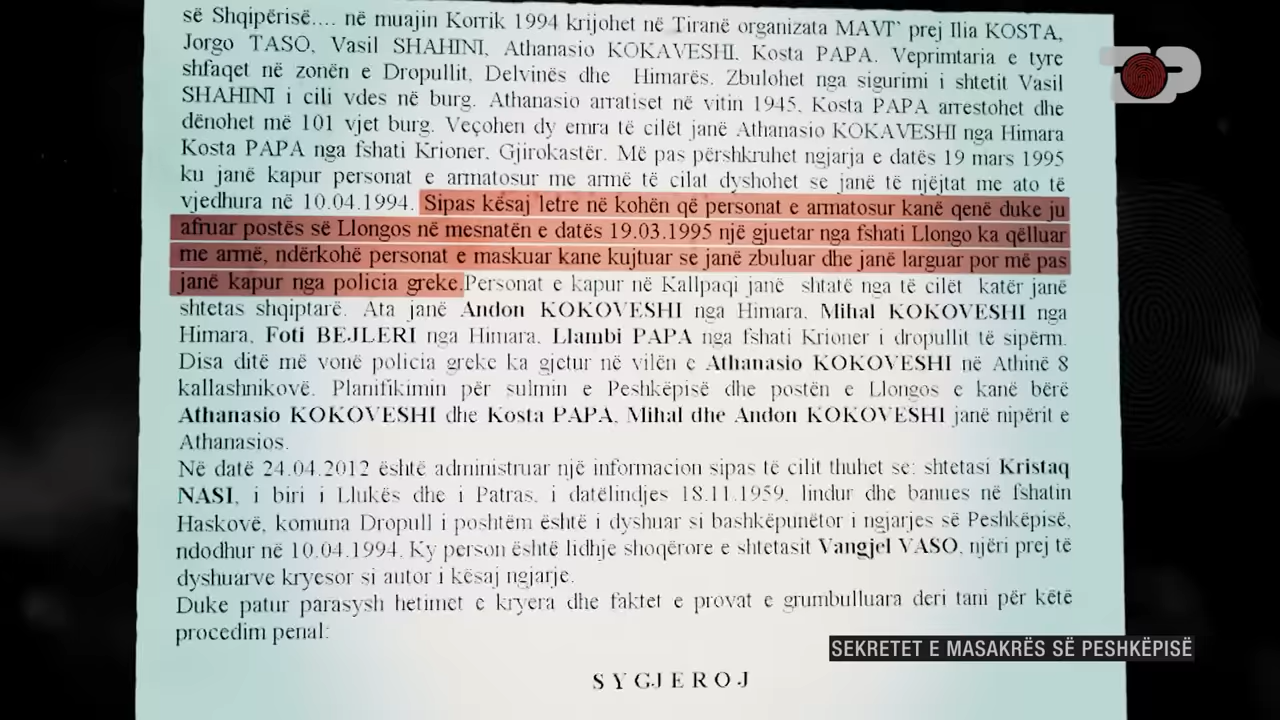 së Shqipërisë.... në muajin Korrik 1994 krijohet në Tiranë organizata MAVI` prej Ilia KOSTA,
Jorgo TASO, Vasil SHAHINI, Athanasio KOKAVESHI, Kosta PAPA. Veprimtaria e tyre
shfaqet në zonën e Dropullit, Delvinës dhe Himarës. Zbulohet nga sigurimi i shtetit Vasil
SHAHINI i cili vdes në burg. Athanasio arratiset në vitin 1945, Kosta PAPA arrestohet dhe
dënohet më 101 vjet burg. Veçohen dy emra të cilët janë Athanasio KOKAVESHI nga Himara
Kosta PAPA nga fshati Krioner, Gjirokastër. Më pas përshkruhet ngjarja e datës 19 mars 1995
ku janë kapur personat e armatosur me armë të cilat dyshohet se janë të njëjtat me ato të
vjedhura në 10.04.1994. Sipas kësaj letre në kohën që personat e armatosur kanë qenë duke ju
afruar postës së Llongos në mesnatën e datës 19.03.1995 një gjuetar nga fshati Llongo ka qëlluar
me armë, ndërkohë personat e maskuar kane kujtuar se janë zbuluar dhe janë larguar por më pas
janë kapur nga policia greke.Personat e kapur në Kallpaqi janë shtatë nga të cilët katër janë
shtetas shqiptarë. Ata janë Andon KOKOVESHI nga Himara, Mihal KOKOVESHI nga
Himara, Foti BEJLERI nga Himara, Llambi PAPA nga fshati Krioner i dropullit të sipërm.
Disa ditë më vonë policia greke ka gjetur në vilën e Athanasio KOKOVESHI në Athinë 8
kallashnikovë. Planifikimin për sulmin e Peshkëpisë dhe postën e Llongos e kanë bërë
Athanasio KOKOVESHI dhe Kosta PAPA, Mihal dhe Andon KOKOVESHI janë nipërit e
Athanasios.
Në datë 24.04.2012 është administruar një informacion sipas të cilit thuhet se: shtetasi Kristaq
NASI, i biri i Llukës dhe i Patras, i datëlindjes 18.11.1959, lindur dhe banues në fshatin
Haskovë, komuna Dropull i poshtëm është i dyshuar si bashkëpunëtor i ngjarjes së Peshkëpisë,
ndodhur në 10.04.1994. Ky person është lidhje shoqërore e shtetasit Vangjel VASO, njëri prej të
dyshuarve kryesor si autor i kësaj ngjarje.
Duke patur parasysh hetimet e kryera dhe faktet e provat e grumbulluara deri tani për këtë
procedim penal:
SEKRETET E MASAKRËS SË PESHKËPISË
S Y G J E R O J
TOP